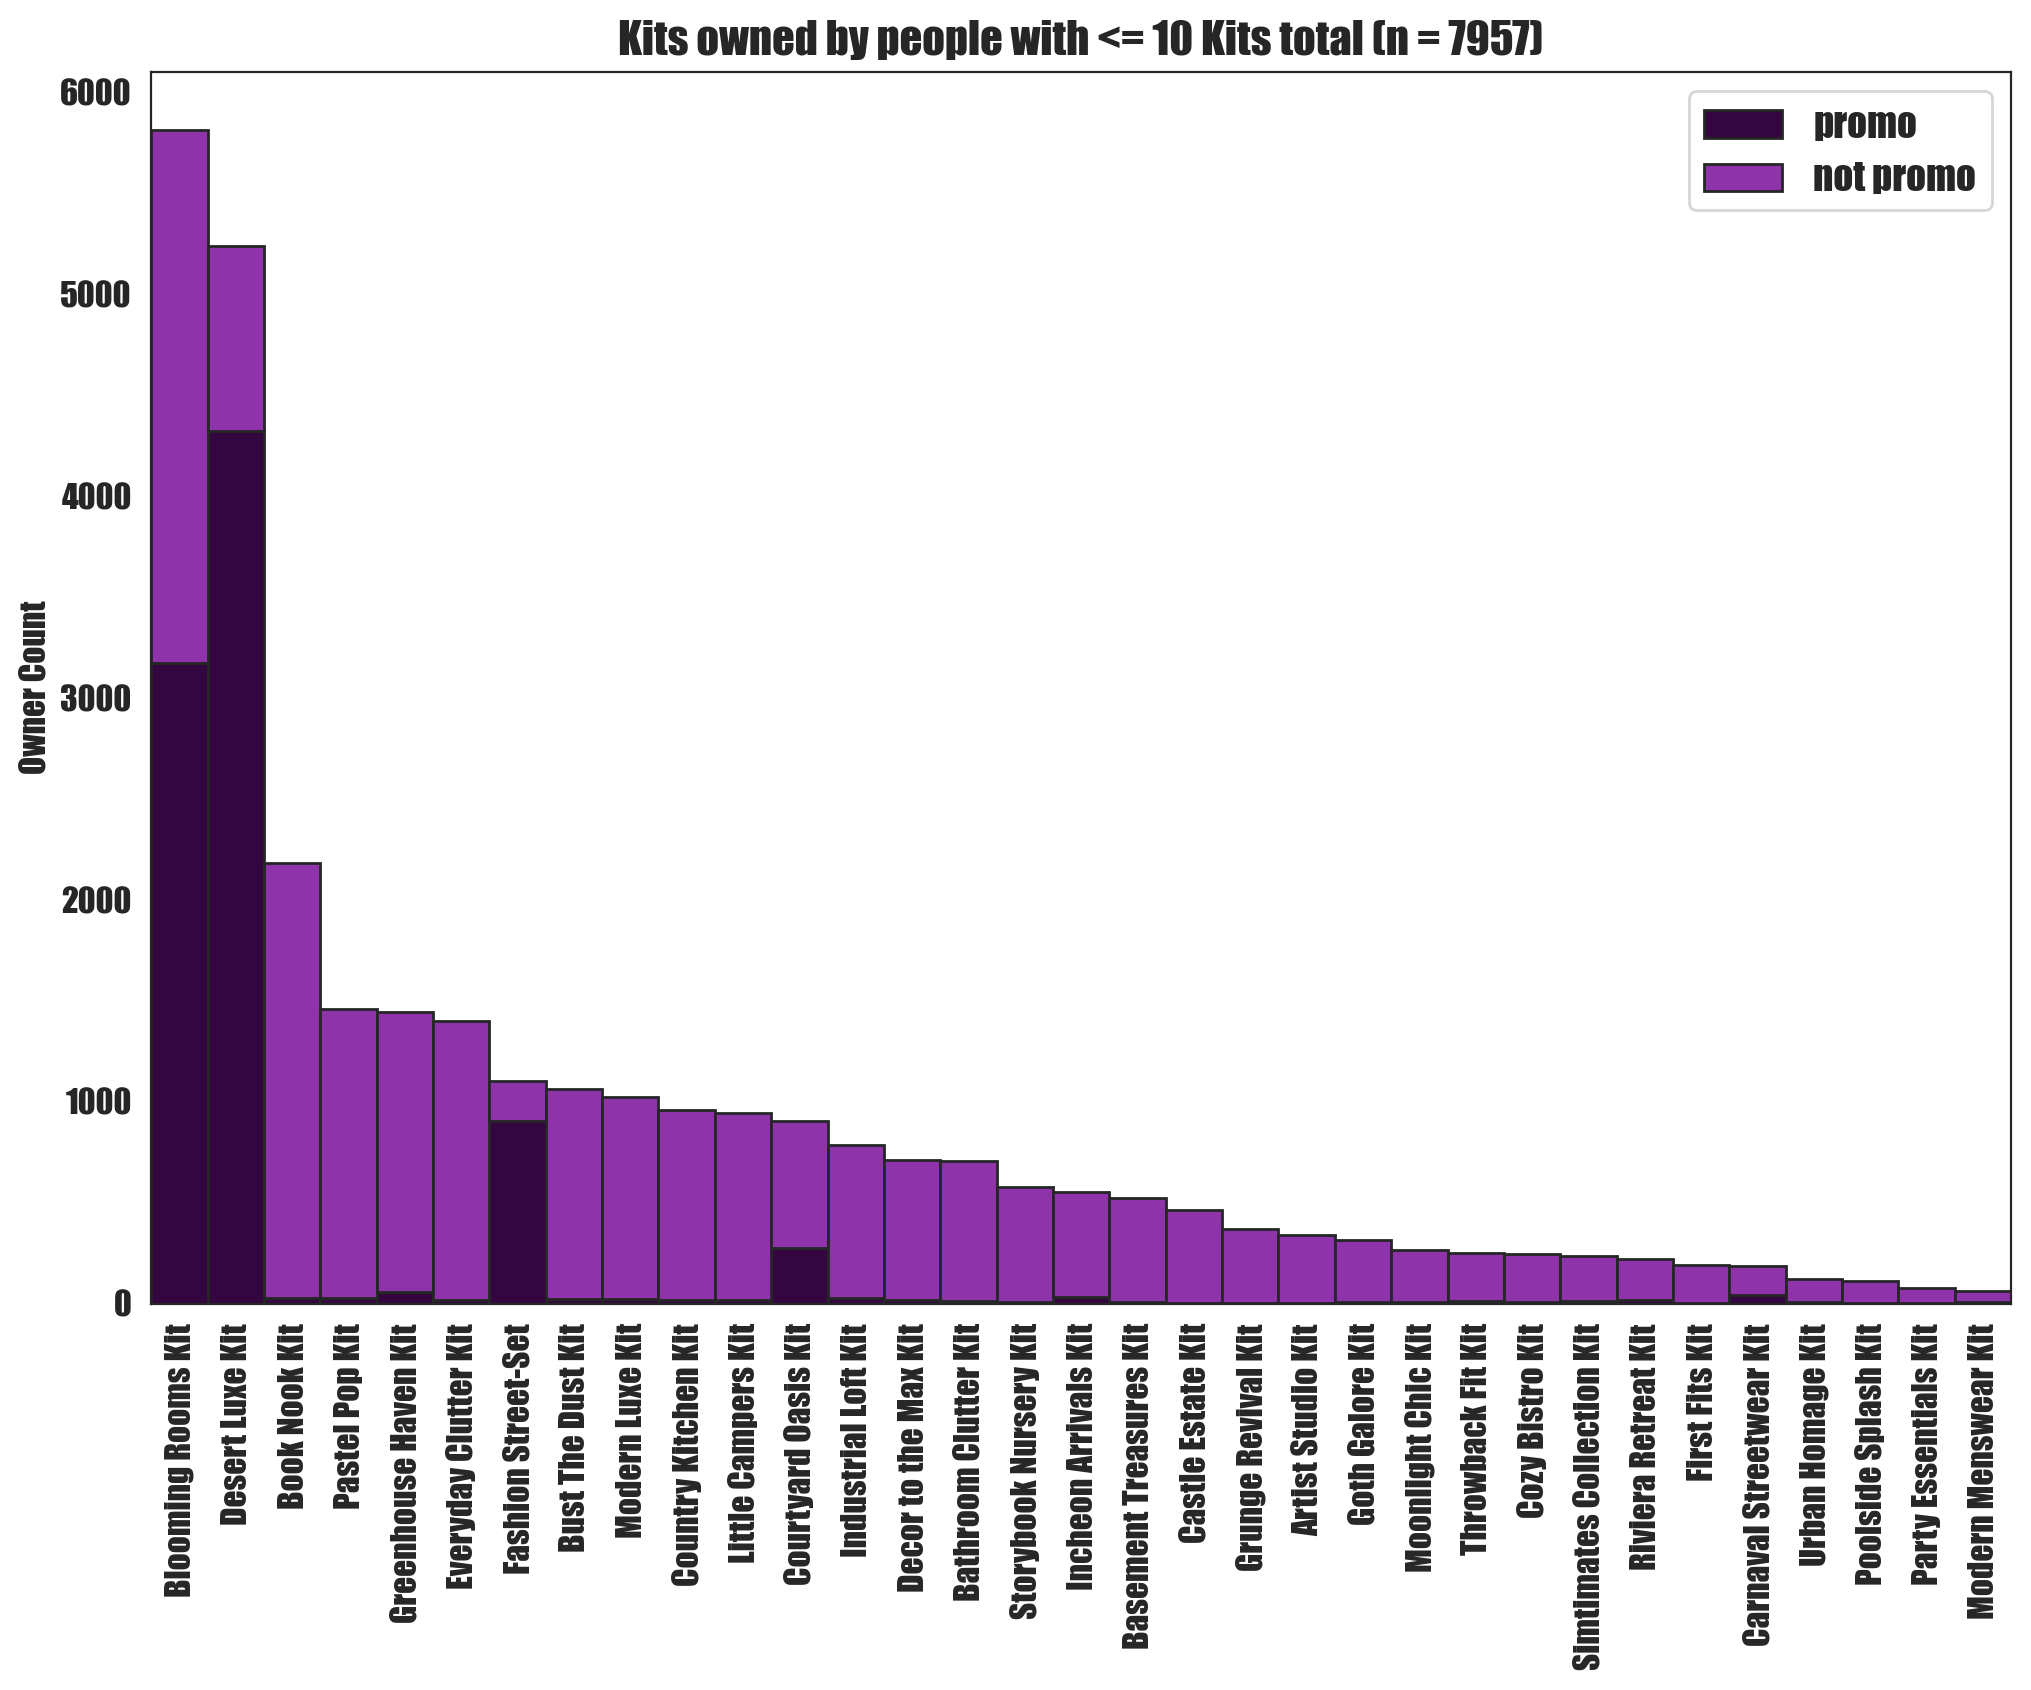 Kits owned by people with <= 10 Kits total (n = 7957)
promo
not promo
Owner Count
6000
5000
4000
3000
2000
1000
0
Blooming Rooms Kit
Desert Luxe Kit
Book Nook Kit
Pastel Pop Kit
Greenhouse Haven Kit
Everyday Clutter Kit
Fashion Street-Set
Bust The Dust Kit
Modern Luxe Kit
Country Kitchen Kit
Little Campers Kit
Courtyard Oasis Kit
Industrial Loft Kit
Decor to the Max Kit
Bathroom Clutter Kit
Storybook Nursery Kit
Incheon Arrivals Kit
Basement Treasures Kit
Castle Estate Kit
Grunge Revival Kit
Artist Studio Kit
Goth Galore Kit
Moonlight Chic Kit
Throwback Fit Kit
Cozy Bistro Kit
Simtimates Collection Kit
Riviera Retreat Kit
First Fits Kit
Carnaval Streetwear Kit
Urban Homage Kit
Poolside Splash Kit
Party Essentials Kit
Modern Menswear Kit